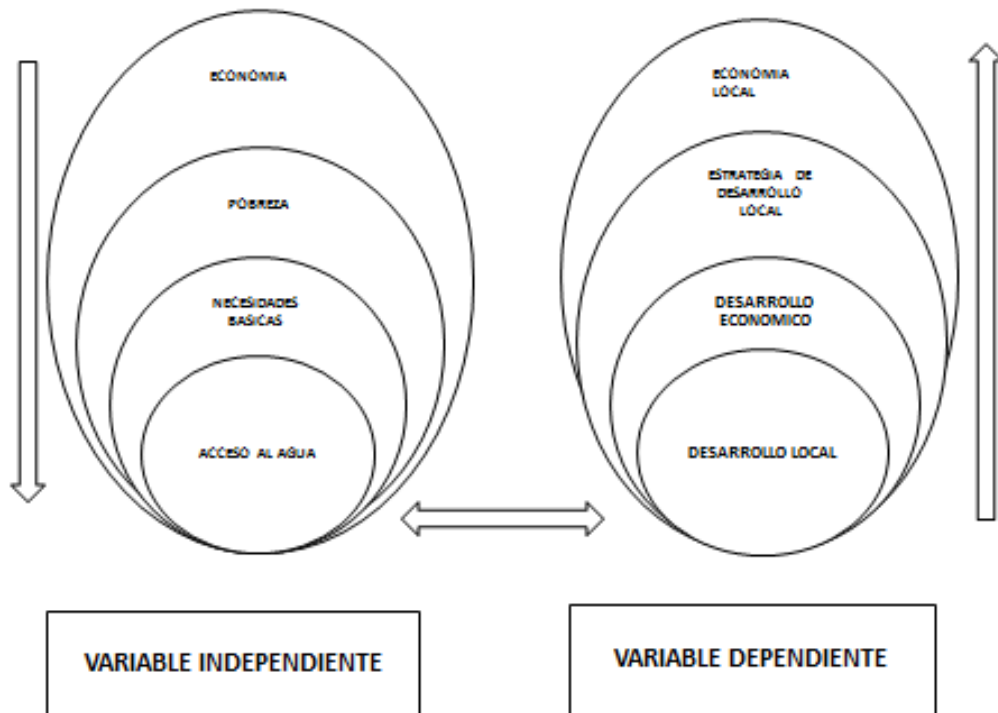 ECONOMIA
POBREZA
NECESIDADES
BASICAS
ACCESO AL AGUA
ECONOMIA
LOCAL
ESTRATEGIA DE
DESARROLLO
LOCAL
DESARROLLO
ECONOMICO
DESARROLLO LOCAL
VARIABLE INDEPENDIENTE
VARIABLE DEPENDIENTE